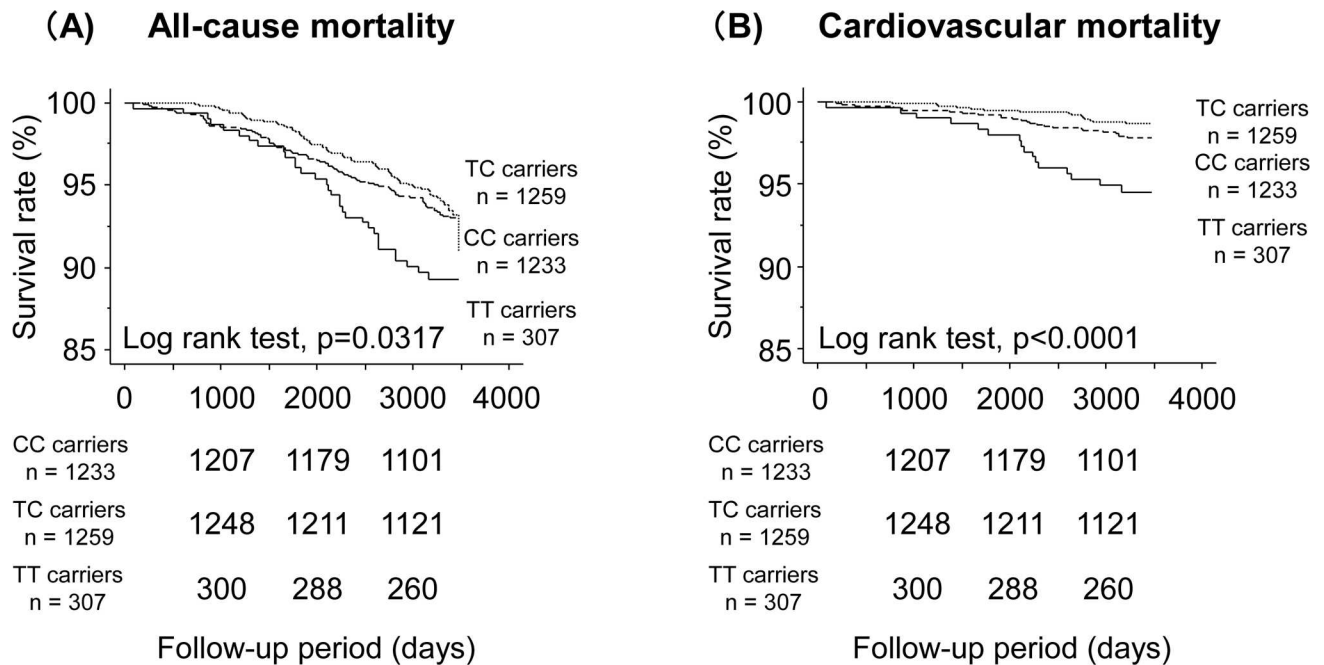 （A) All-cause mortality
Survival rate (%)
100
95
90
85
TC carriers
n = 1259
CC carriers
n = 1233
TT carriers
n = 307
Log rank test, p=0.0317
0 1000 2000 3000 4000
CC carriers
n = 1233
1207 1179 1101
TC carriers
n = 1259
1248 1211 1121
TT carriers
n = 307
300 288 260
Follow-up period (days)
（B) Cardiovascular mortality
Survival rate (%)
100
95
90
85
TC carriers
n = 1259
CC carriers
n = 1233
TT carriers
n = 307
Log rank test, p<0.0001
0 1000 2000 3000 4000
CC carriers
n = 1233
1207 1179 1101
TC carriers
n = 1259
1248 1211 1121
TT carriers
n = 307
300 288 260
Follow-up period (days)